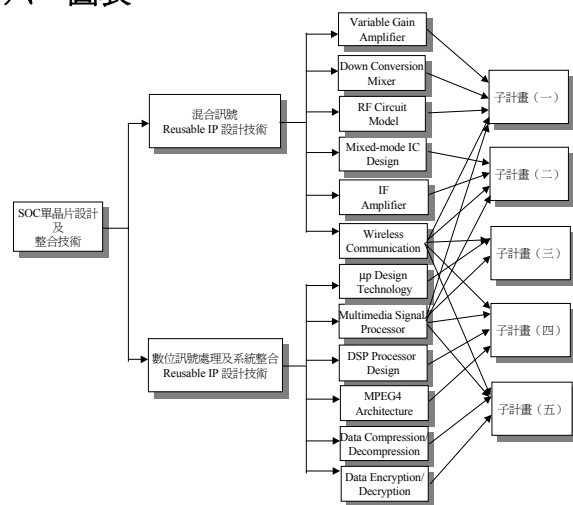 Variable Gain
Amplifier
Down Conversion
Mixer
RF Circuit
Model
Mixed-mode IC
Design
IF
Amplifier
Wireless
Communication
μp Design
Technology
Multimedia Signal
Processor
DSP Processor
Design
MPEG4
Architecture
Data Compression/
Decompression
Data Encryption/
Decryption
混合訊號
Reusable IP 設計技術
數位訊號處理及系統整合
Reusable IP 設計技術
SOC單晶片設計
及
整合技術
子計畫（一）
子計畫（二）
子計畫（三）
子計畫（四）
子計畫（五）